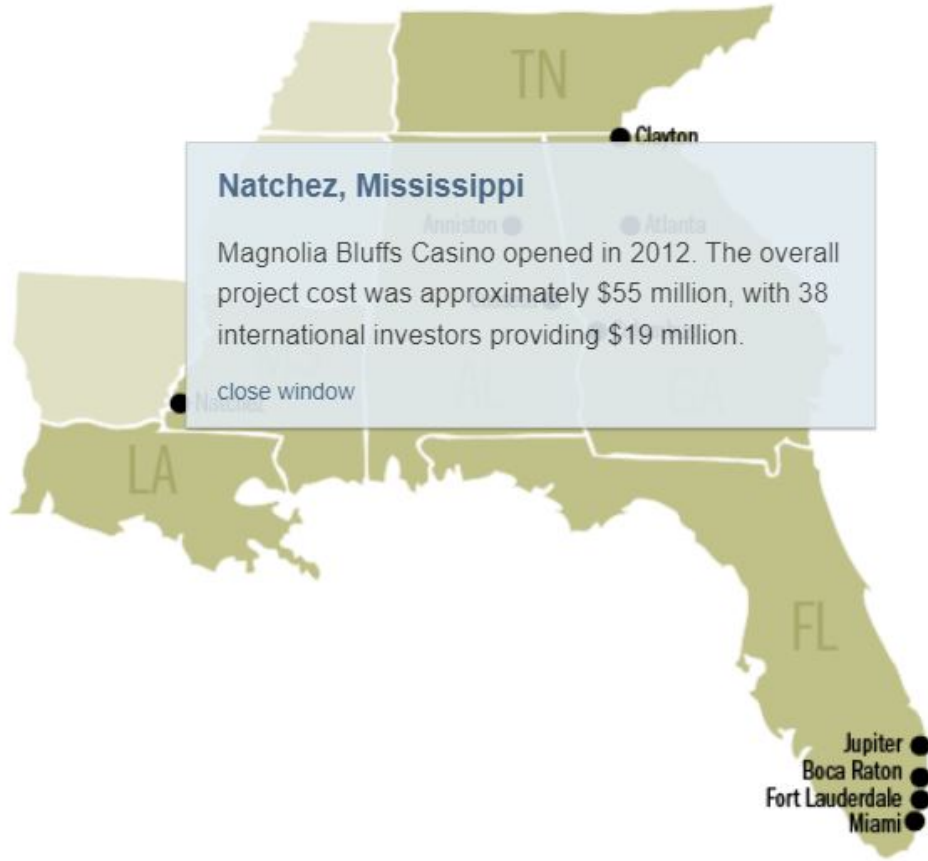 TN
Clayton
Natchez, Mississippi
Anniston
Atlanta
Magnolia Bluffs Casino opened in 2012. The overall
project cost was approximately $55 million, with 38
international investors providing $19 million.
close window
Natchez
AL
GA
LA
FL
Jupiter
Boca Raton
Fort Lauderdale
Miami